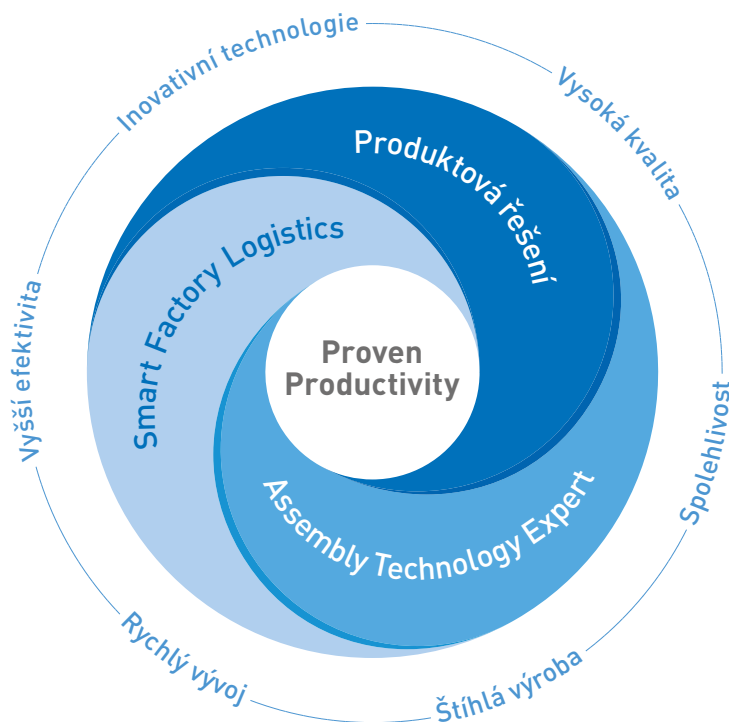 Inovativní technologie
Vysoká kvalita
Produktová řešení
Smart Factory Logistics
Vyšší efektivita
Proven
Productivity
Spolehlivost
Assembly Technology Expert
Rychlý vývoj
Štíhlá výroba